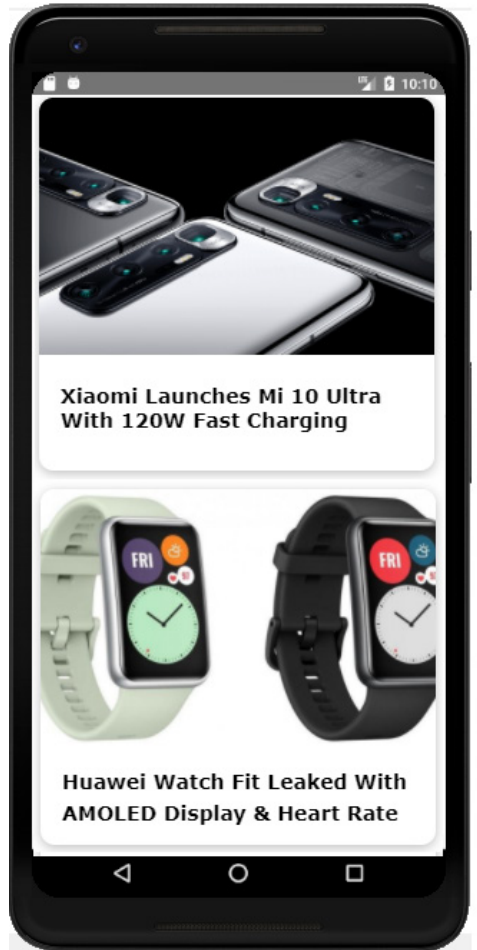 LTE 10:10
Xiaomi Launches Mi 10 Ultra
With 120W Fast Charging
FRI
FRI
Huawei Watch Fit Leaked With
AMOLED Display & Heart Rate